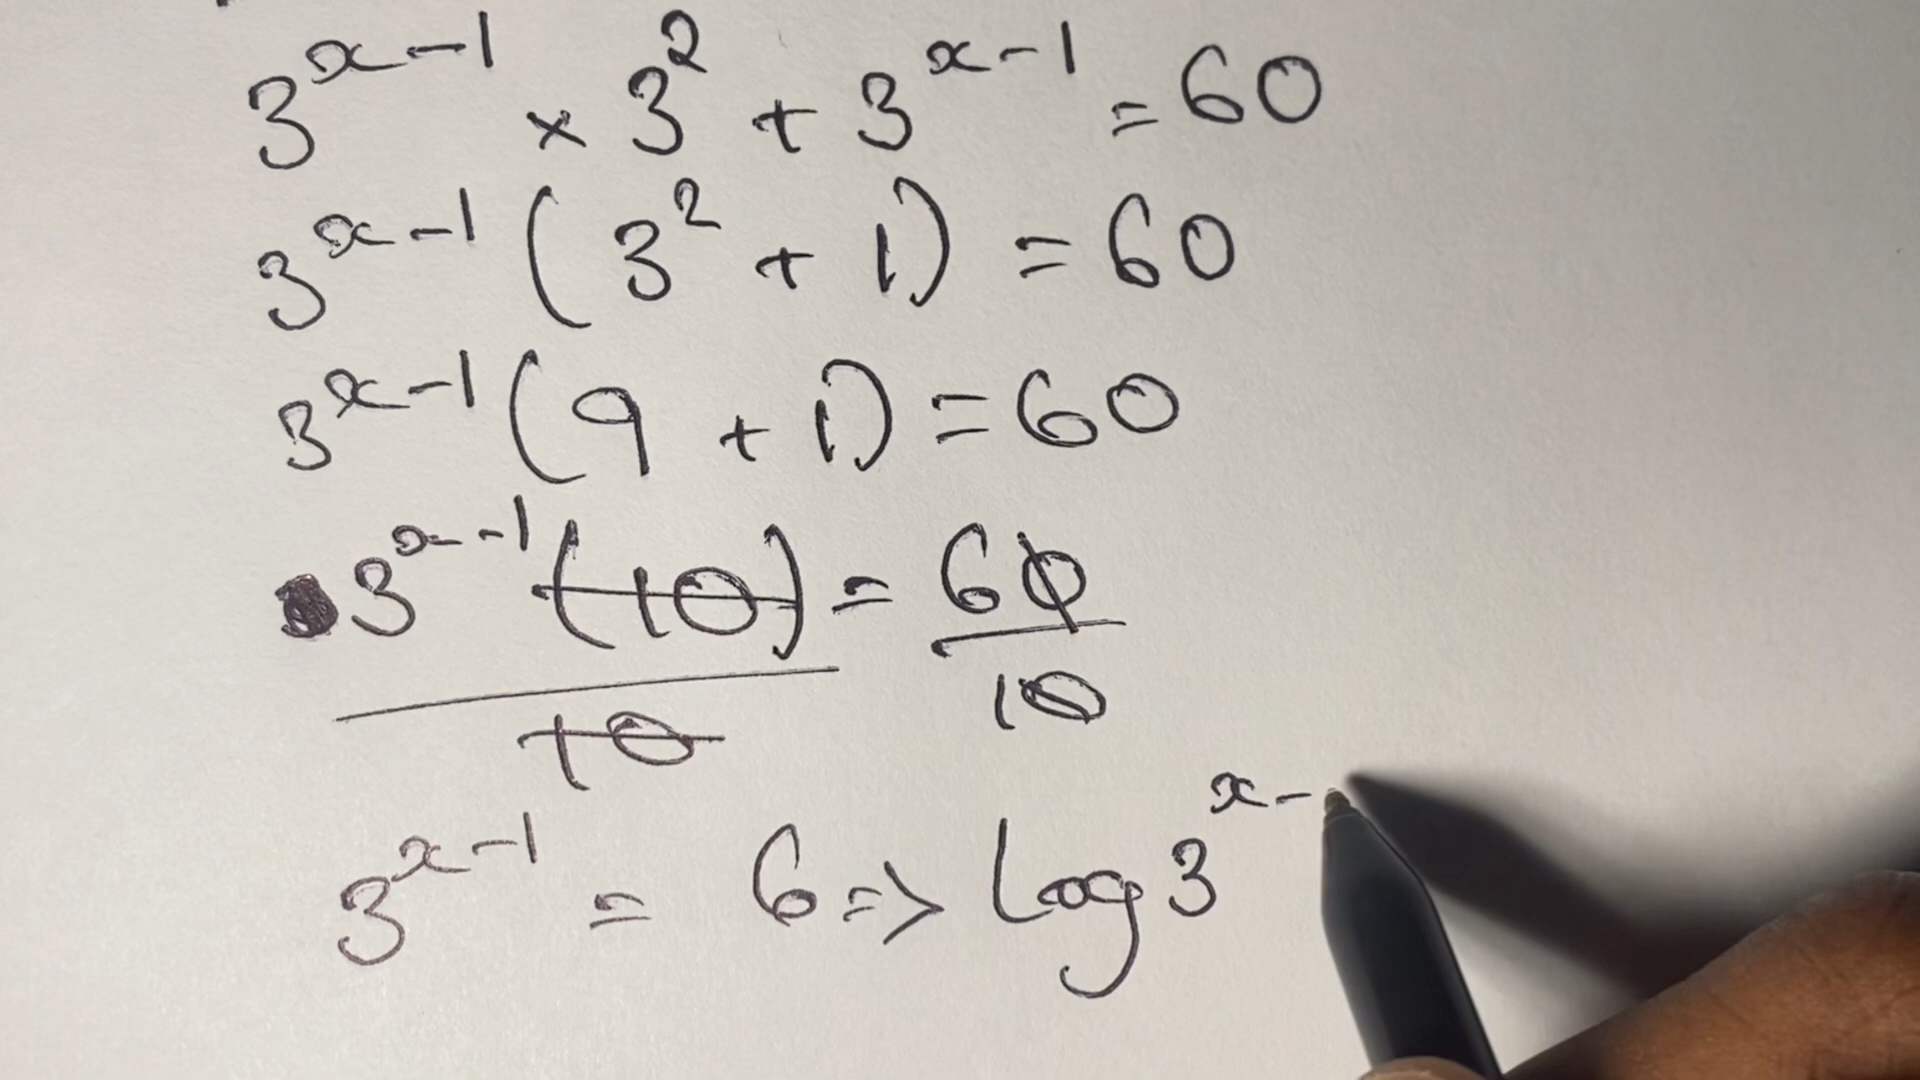 3^{x-1} × 3^2 + 3^{x-1} = 60
3^{x-1} (3^2 + 1) = 60
3^{x-1} (9 + 1) = 60
3^{x-1} (10) / 10 = 60 / 10
3^{x-1} = 6 => log 3^{x-